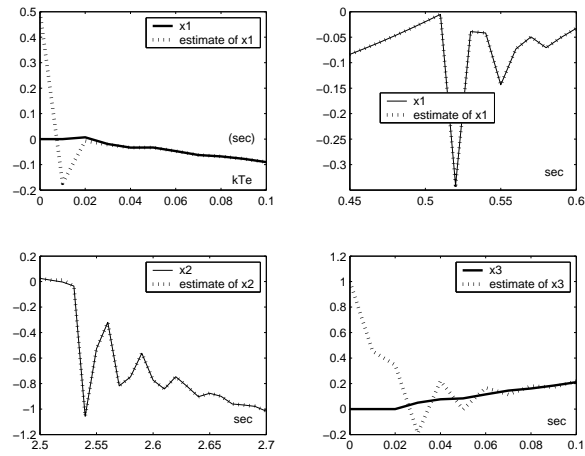 0.5
0.4
0.3
0.2
0.1
0
−0.1
−0.2
x1
estimate of x1
(sec)
kTe
0 0.02 0.04 0.06 0.08 0.1
0
−0.05
−0.1
−0.15
−0.2
−0.25
−0.3
x1
estimate of x1
sec
0.45 0.5 0.55 0.6
0.2
0
−0.2
−0.4
−0.6
−0.8
−1
−1.2
x2
estimate of x2
sec
2.5 2.55 2.6 2.65 2.7
1.2
1
0.8
0.6
0.4
0.2
0
−0.2
x3
estimate of x3
sec
0 0.02 0.04 0.06 0.08 0.1